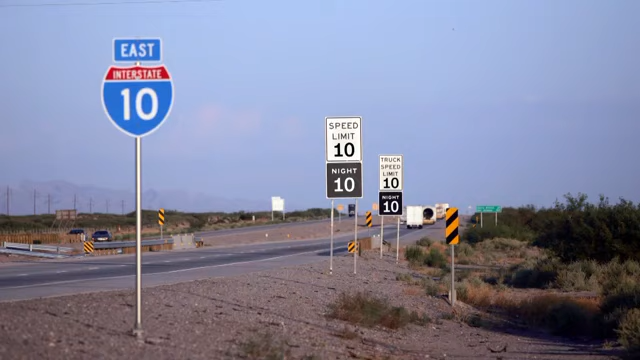 EAST
INTERSTATE
10
SPEED
LIMIT
10
NIGHT
10
TRUCK
SPEED
LIMIT
10
NIGHT
10